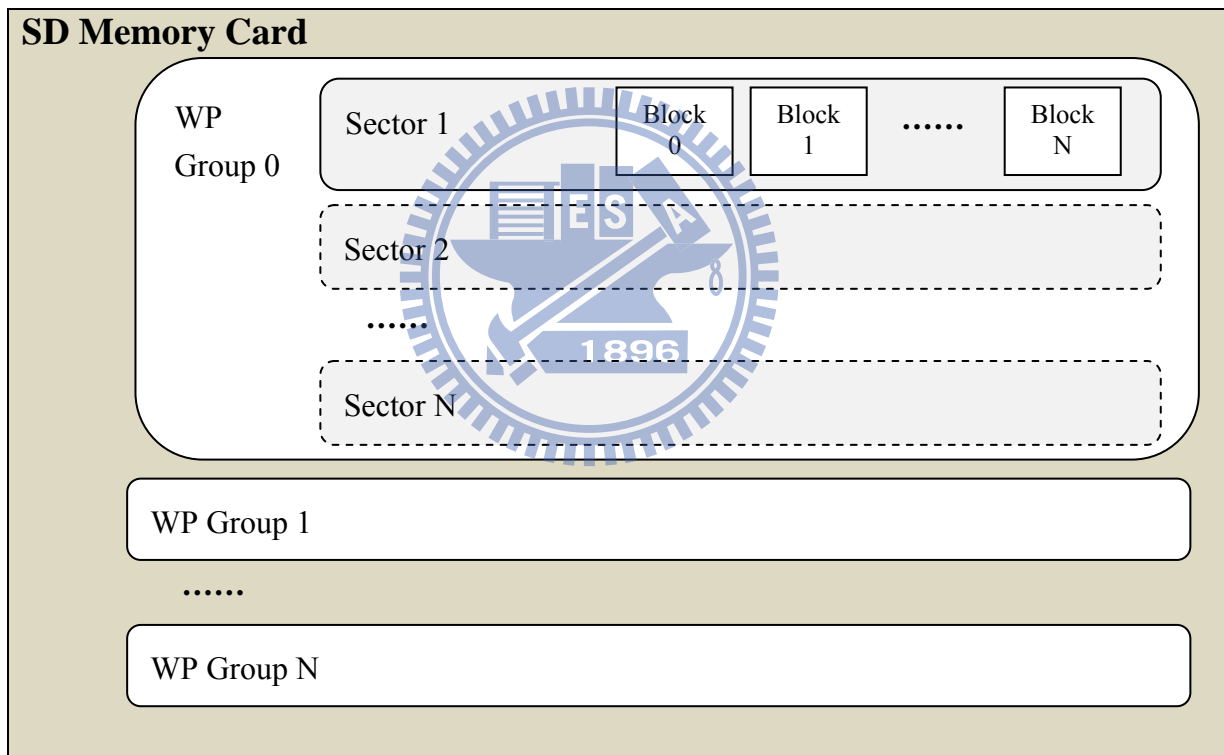 SD Memory Card
WP
Group 0
Sector 1
Block
0
Block
1
......
Block
N
Sector 2
......
Sector N
ESA
1896
WP Group 1
......
WP Group N